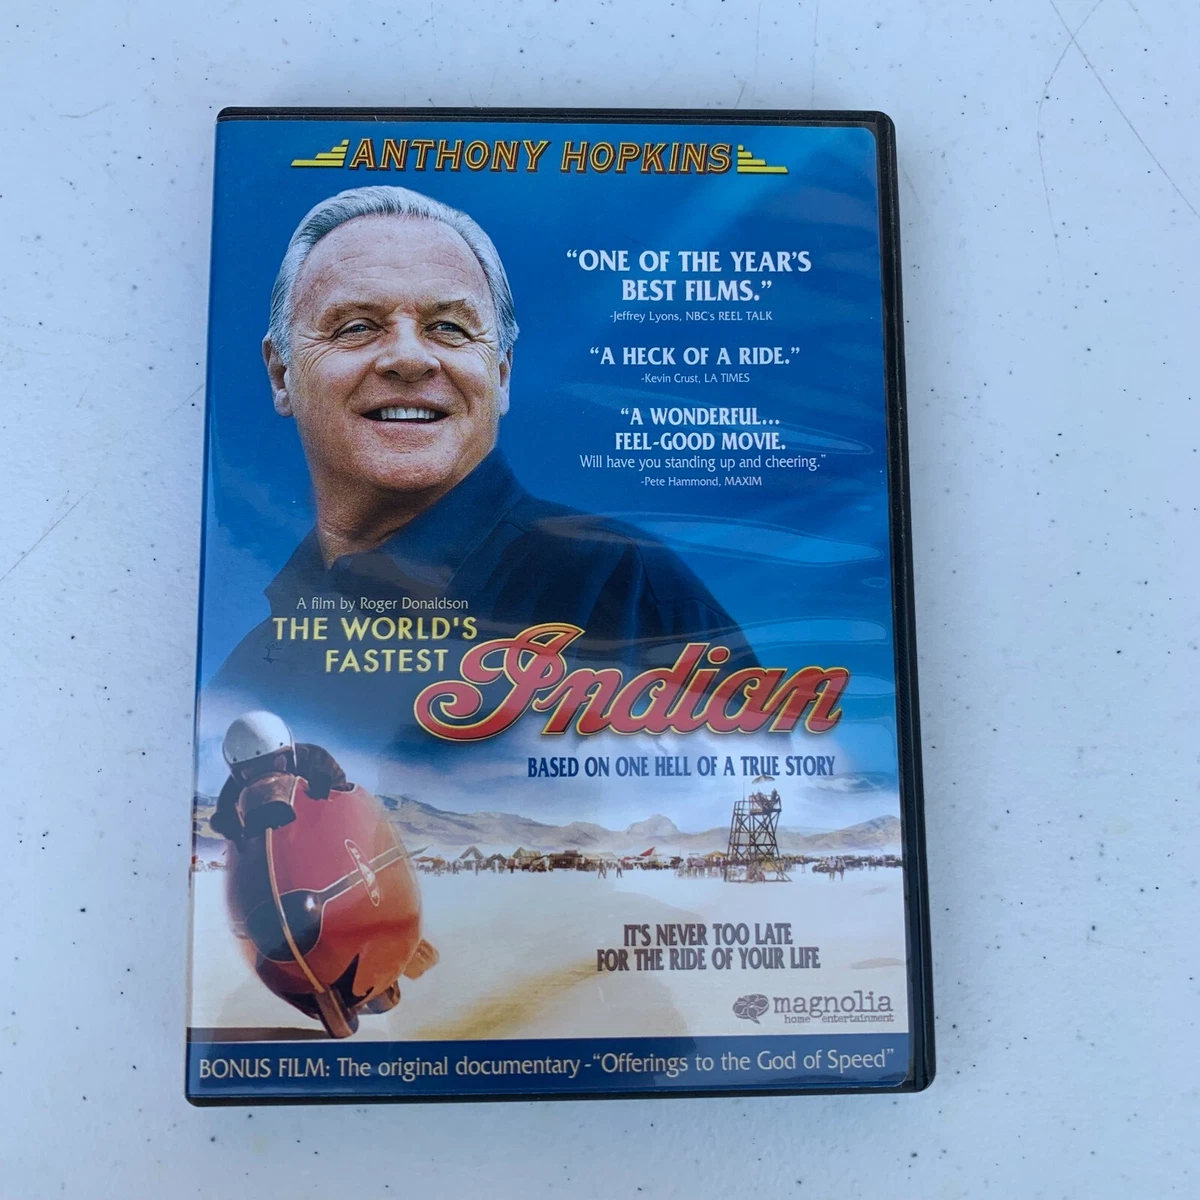 ANTHONY HOPKINS
“ONE OF THE YEAR’S
BEST FILMS.”
-Jeffrey Lyons, NBC's REEL TALK
“A HECK OF A RIDE.”
-Kevin Crust, LA TIMES
“A WONDERFUL...
FEEL-GOOD MOVIE.
Will have you standing up and cheering.”
-Pete Hammond, MAXIM
A film by Roger Donaldson
THE WORLD'S
FASTEST
Indian
BASED ON ONE HELL OF A TRUE STORY
IT'S NEVER TOO LATE
FOR THE RIDE OF YOUR LIFE
magnolia
home entertainment
BONUS FILM: The original documentary -“Offerings to the God of Speed”